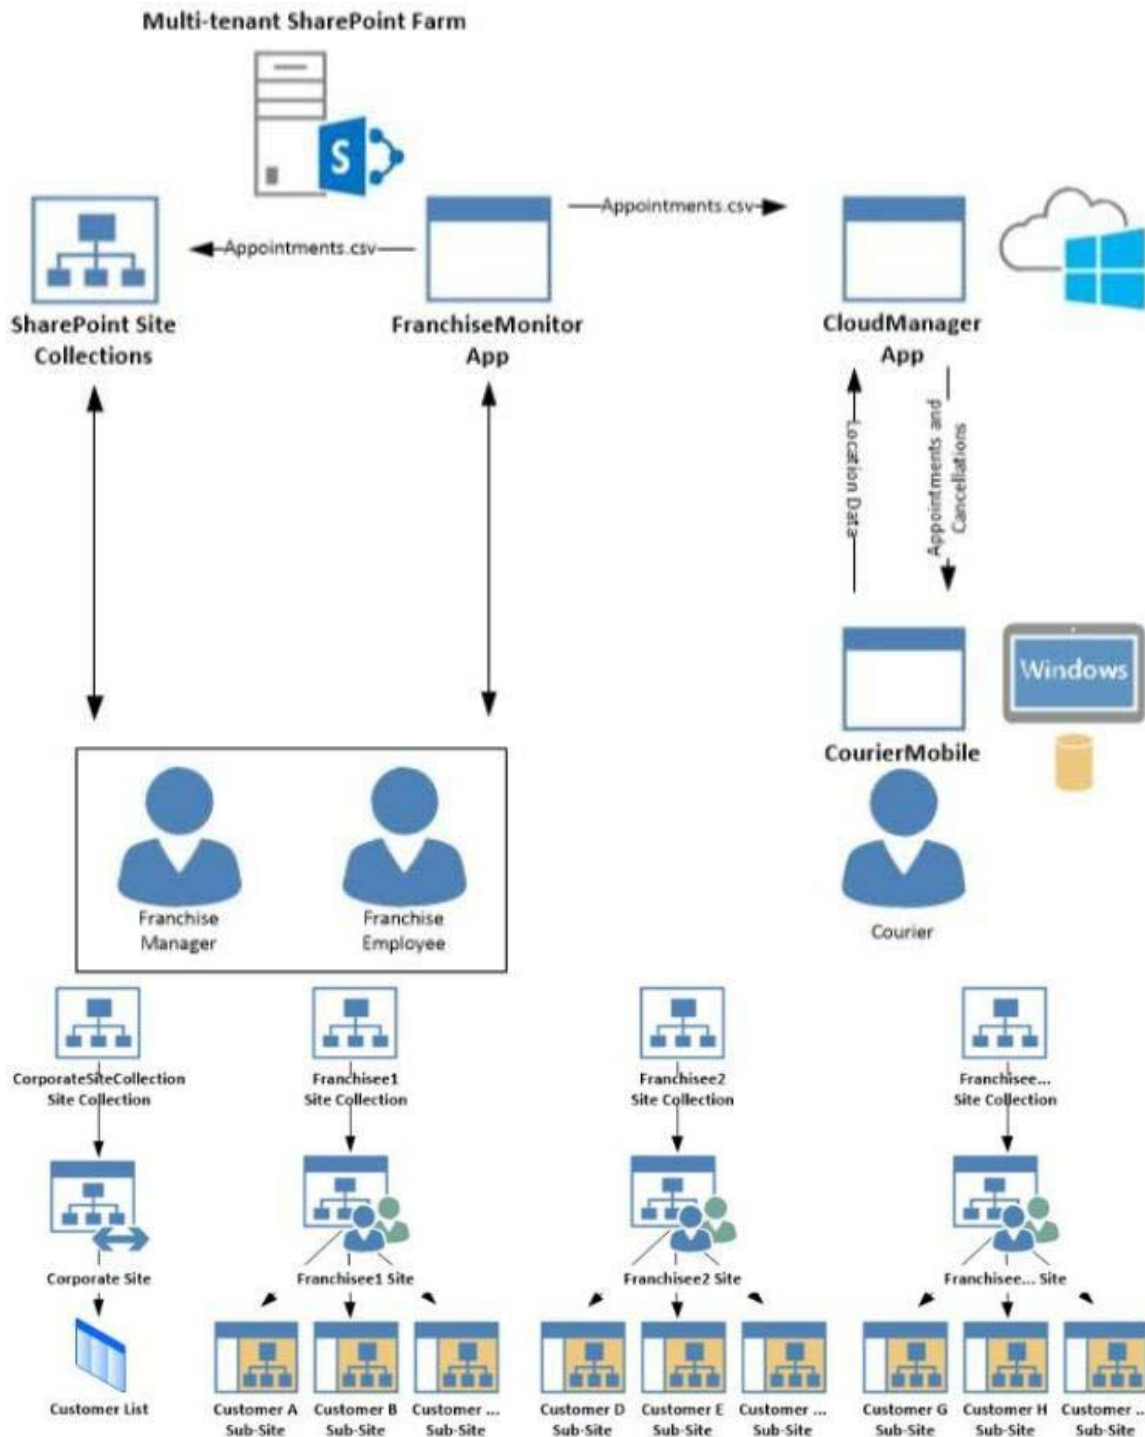 Multi-tenant SharePoint Farm
S
Appointments.csv
Appointments.csv
SharePoint Site
Collections
FranchiseMonitor
App
CloudManager
App
Location Data
Appointments and
Cancellations
Windows
CourierMobile
Franchise
Manager
Franchise
Employee
Courier
CorporateSiteCollection
Site Collection
Franchisee1
Site Collection
Franchisee2
Site Collection
Franchisee...
Site Collection
Corporate Site
Franchisee1 Site
Franchisee2 Site
Franchisee... Site
Customer List
Customer A
Sub-Site
Customer B
Sub-Site
Customer ...
Sub-Site
Customer D
Sub-Site
Customer E
Sub-Site
Customer ...
Sub-Site
Customer G
Sub-Site
Customer H
Sub-Site
Customer ..
Sub-Site